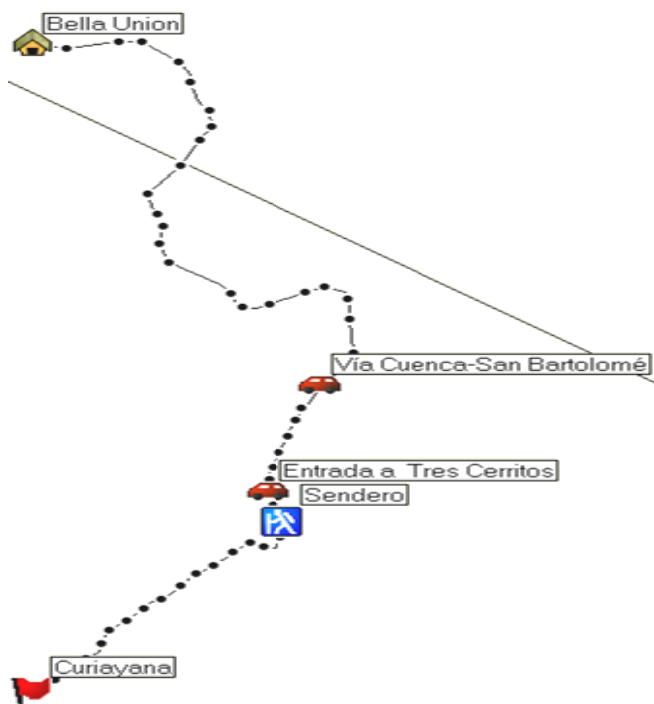 Bella Union
Vía Cuenca-San Bartolomé
Entrada a Tres Cerritos
Sendero
Curiayana